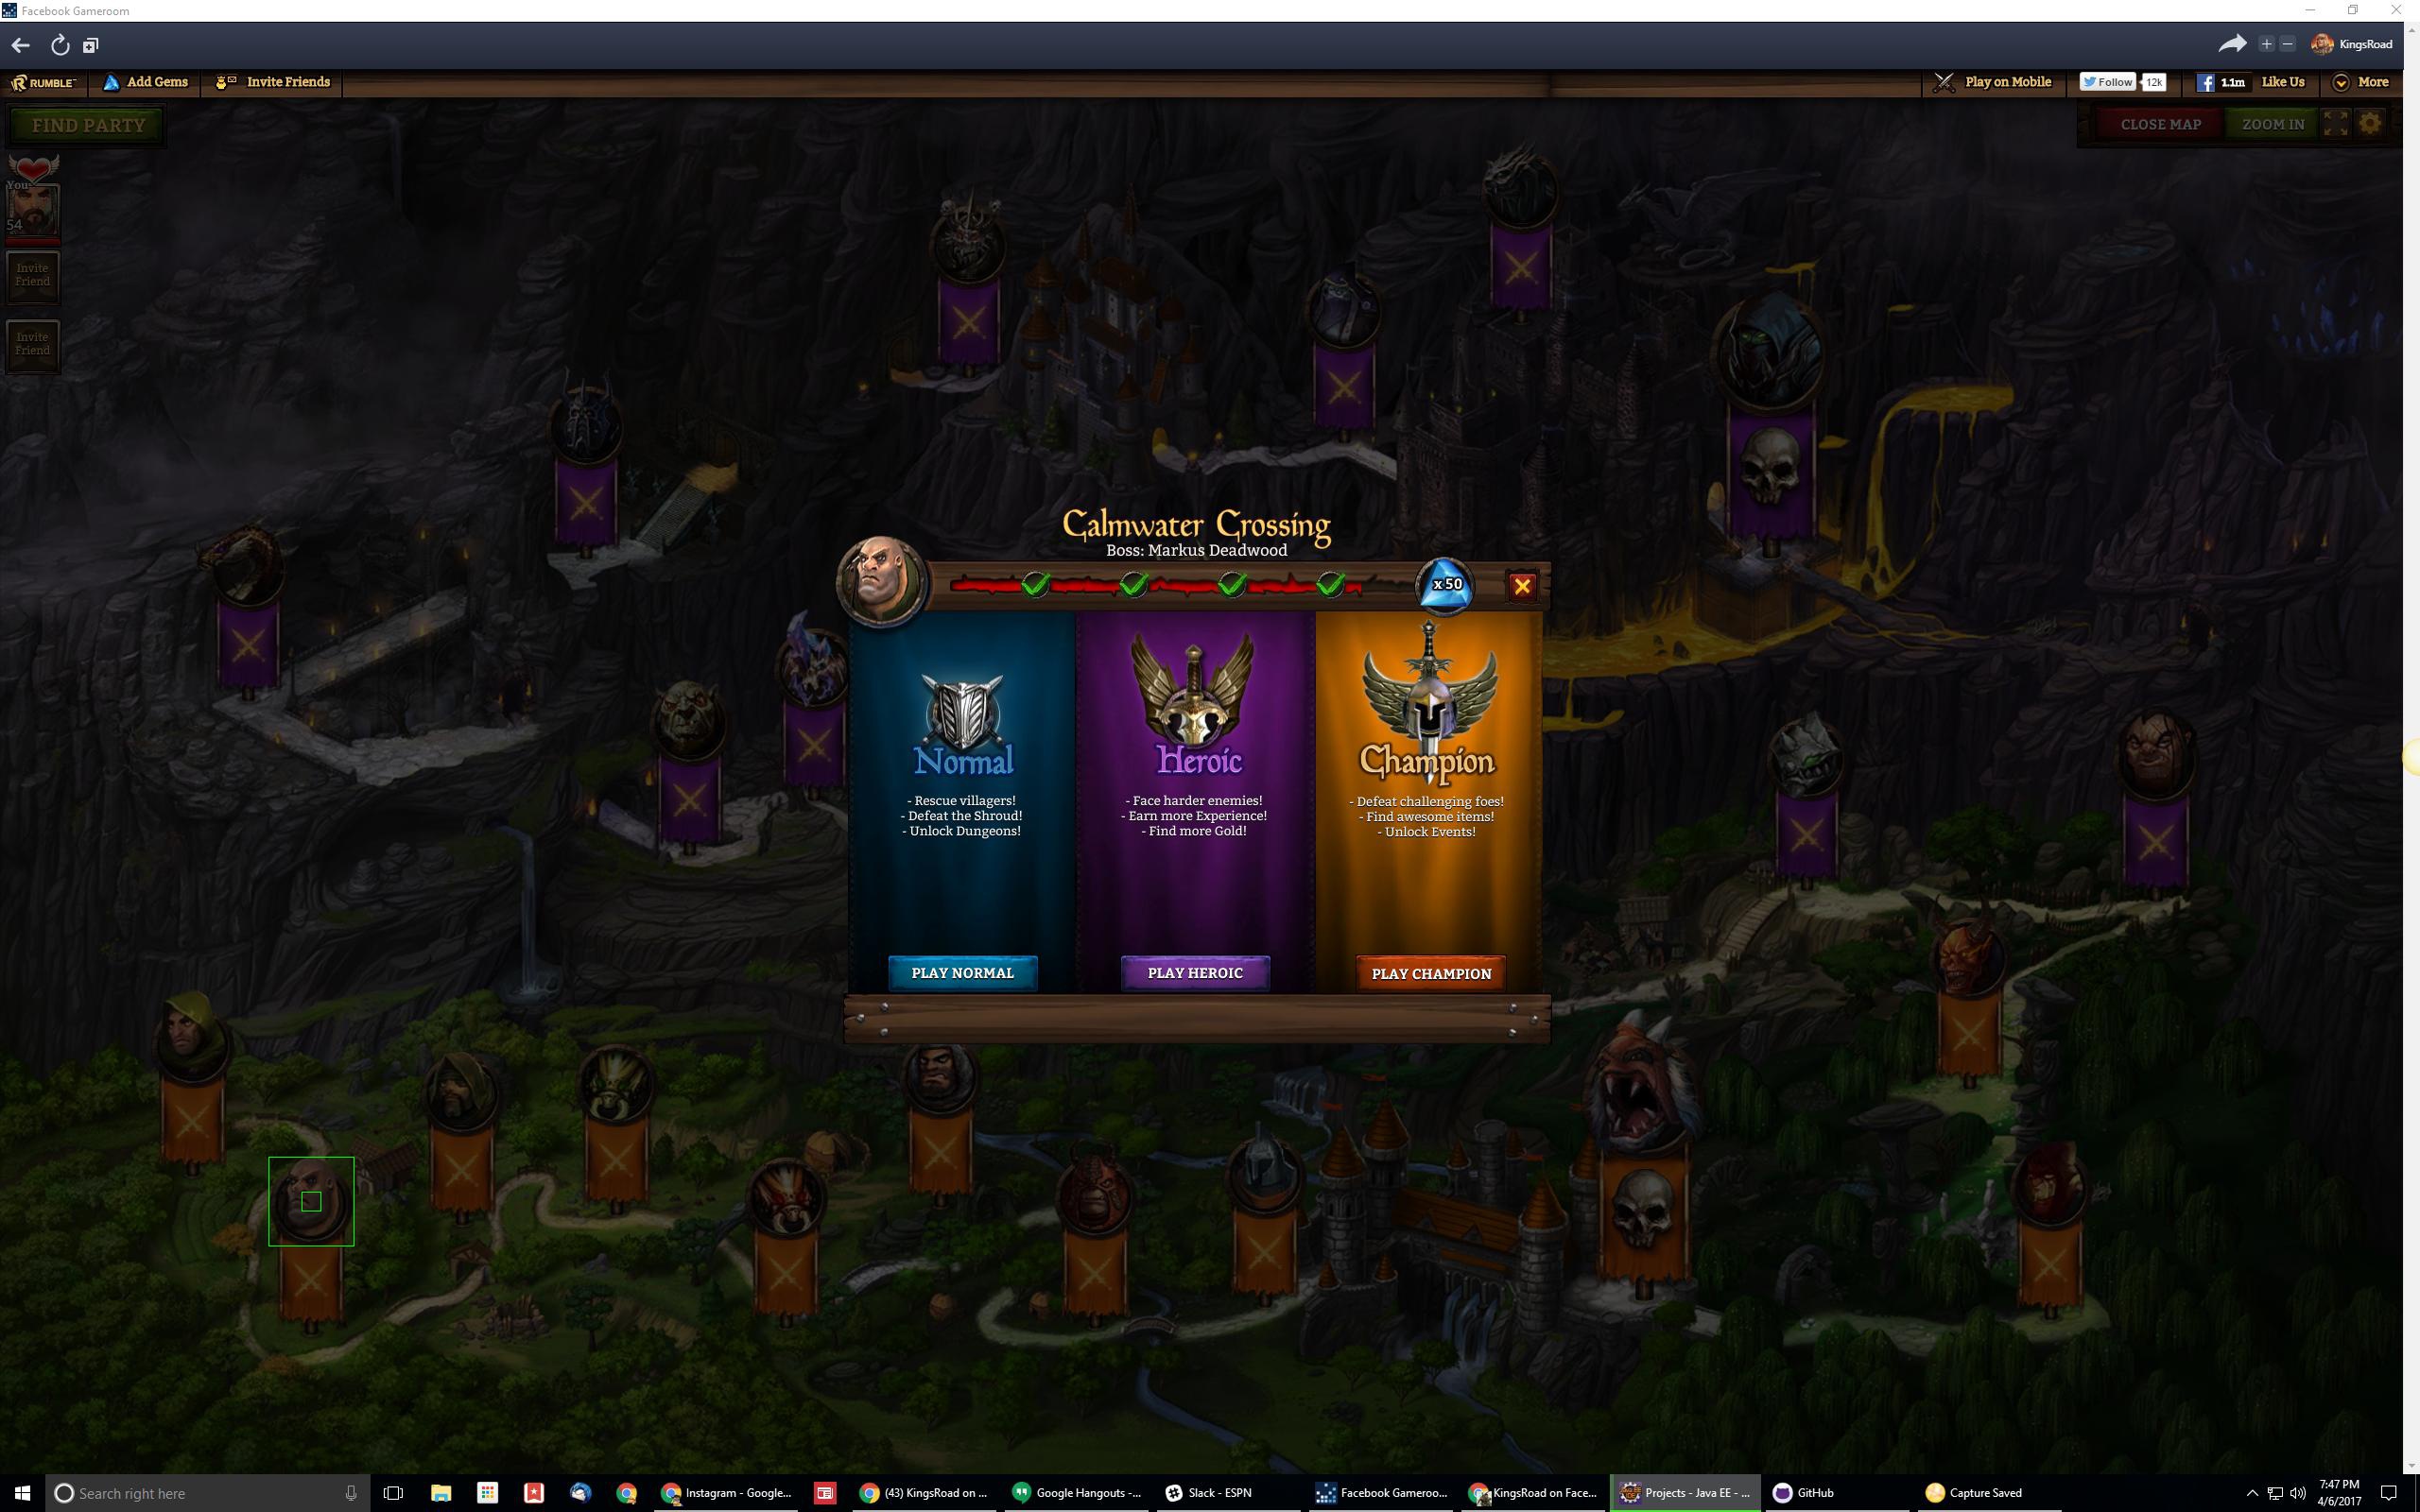 Facebook Gameroom
KingsRoad
RUMBLE
Add Gems
Invite Friends
Play on Mobile
Follow
12k
1.1m
Like Us
More
FIND PARTY
CLOSE MAP
ZOOM IN
You
54
Invite
Friend
Invite
Friend
Calmwater Crossing
Boss: Markus Deadwood
x50
Normal
- Rescue villagers!
- Defeat the Shroud!
- Unlock Dungeons!
PLAY NORMAL
Heroic
- Face harder enemies!
- Earn more Experience!
- Find more Gold!
PLAY HEROIC
Champion
- Defeat challenging foes!
- Find awesome items!
- Unlock Events!
PLAY CHAMPION
Search right here
Instagram - Google...
(43) KingsRoad on ...
Google Hangouts -...
Slack - ESPN
Facebook Gameroo...
KingsRoad on Face...
Projects - Java EE - ...
GitHub
Capture Saved
7:47 PM
4/6/2017